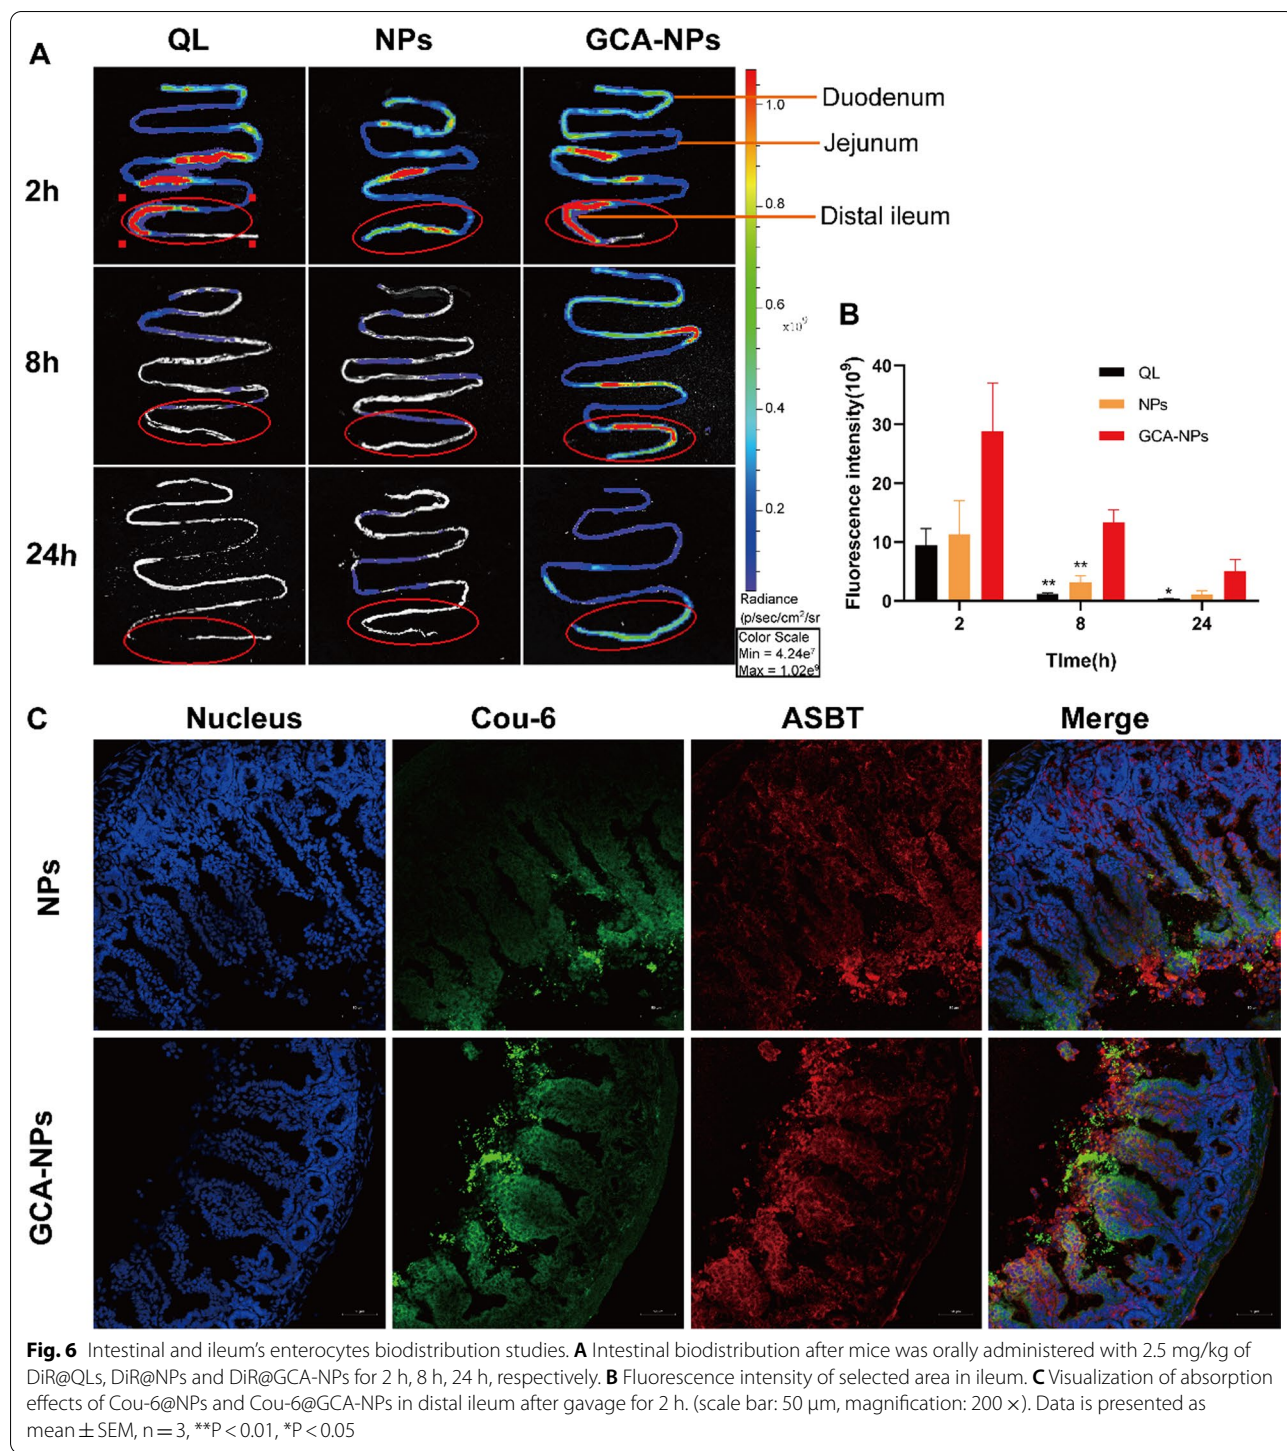 A
QL
NPs
GCA-NPs
2h
8h
24h
Duodenum
Jejunum
Distal ileum
1.0
0.8
0.6
x10⁹
0.4
0.2
Radiance
(p/sec/cm²/sr
Color Scale
Min = 4.24e⁷
Max = 1.02e⁹
B
Fluorescence intensity(10⁹)
40
30
20
10
0
QL
NPs
GCA-NPs
**
**
*
2
8
24
TIme(h)
C
Nucleus
Cou-6
ASBT
Merge
NPs
GCA-NPs
Fig. 6 Intestinal and ileum's enterocytes biodistribution studies. A Intestinal biodistribution after mice was orally administered with 2.5 mg/kg of
DiR@QLs, DiR@NPs and DiR@GCA-NPs for 2 h, 8 h, 24 h, respectively. B Fluorescence intensity of selected area in ileum. C Visualization of absorption
effects of Cou-6@NPs and Cou-6@GCA-NPs in distal ileum after gavage for 2 h. (scale bar: 50 μm, magnification: 200 ×). Data is presented as
mean ± SEM, n = 3, **P < 0.01, *P < 0.05